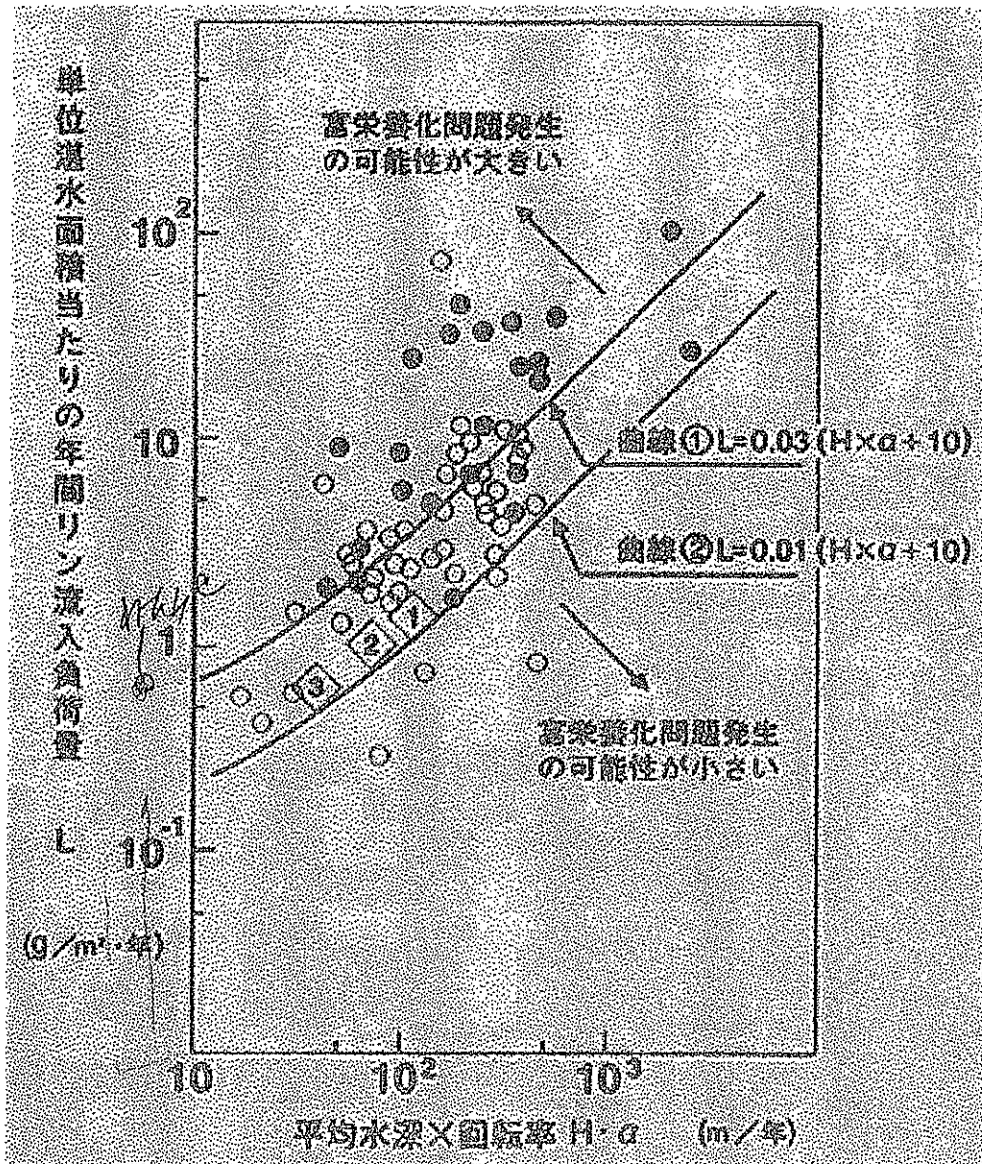 富栄養化問題発生
の可能性が大きい
単位湛水面積当たりの年間リン流入負荷量 L
(g/m²・年)
10²
10
1
10⁻¹
曲線①L=0.03(H×α+10)
曲線②L=0.01(H×α+10)
1
2
3
富栄養化問題発生
の可能性が小さい
10
10²
10³
平均水深×回転率 H・α (m/年)